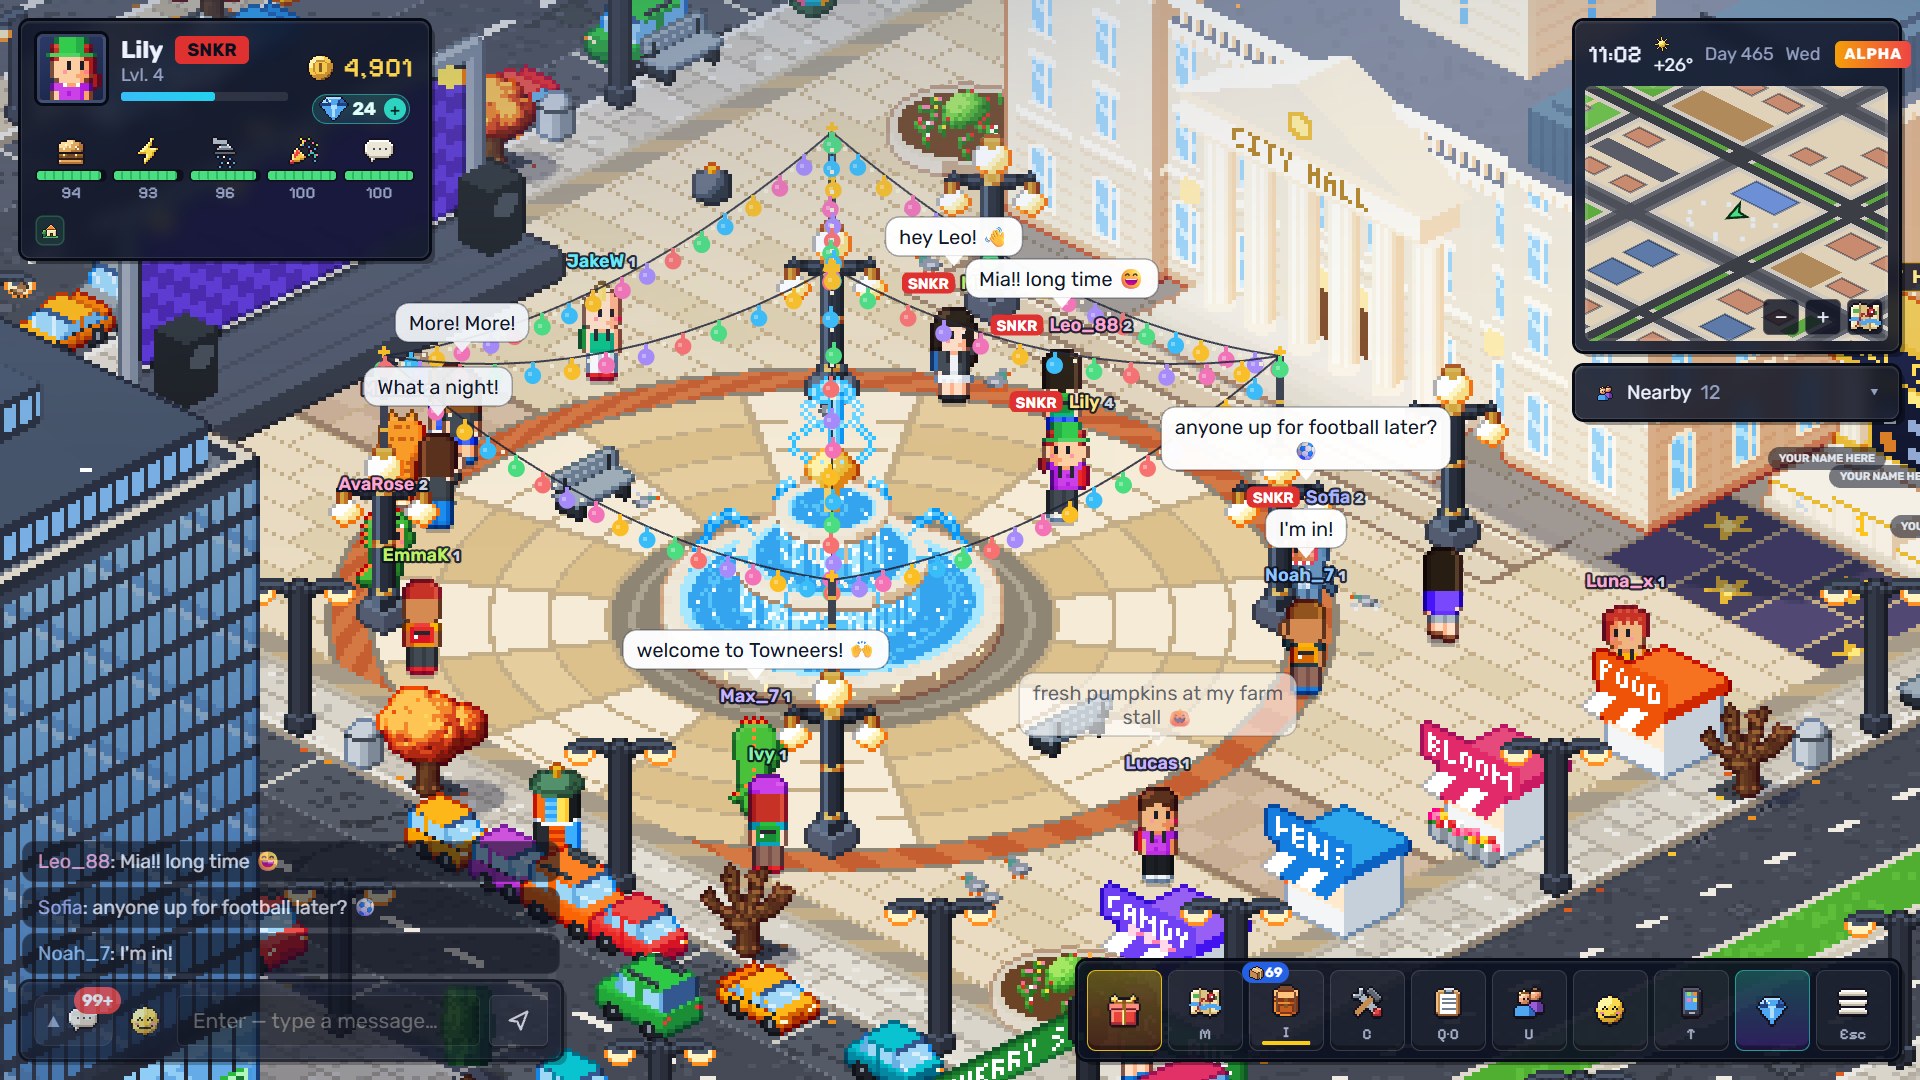 Lily SNKR
Lvl. 4
4,901
24 +
94 93 96 100 100
11:02 +26° Day 465 Wed ALPHA
CITY HALL
− +
Nearby 12
YOUR NAME HERE
YOUR NAME HE
YOU
JakeW 1
hey Leo! 👋
SNKR
Mia!! long time 😄
SNKR Leo_88 2
More! More!
What a night!
SNKR Lily 4
anyone up for football later? ⚽
SNKR Sofia 2
I'm in!
Noah_7 1
AvaRose 2
EmmaK 1
Luna_x 1
welcome to Towneers! 🙌
Max_7 1
Ivy 1
fresh pumpkins at my farm
stall 🎃
Lucas 1
FOOD
BLOOM
NEWS
CANDY
Leo_88: Mia!! long time 😄
Sofia: anyone up for football later? ⚽
Noah_7: I'm in!
99+
Enter – type a message...
69
M I C Q·O U ↑ Esc